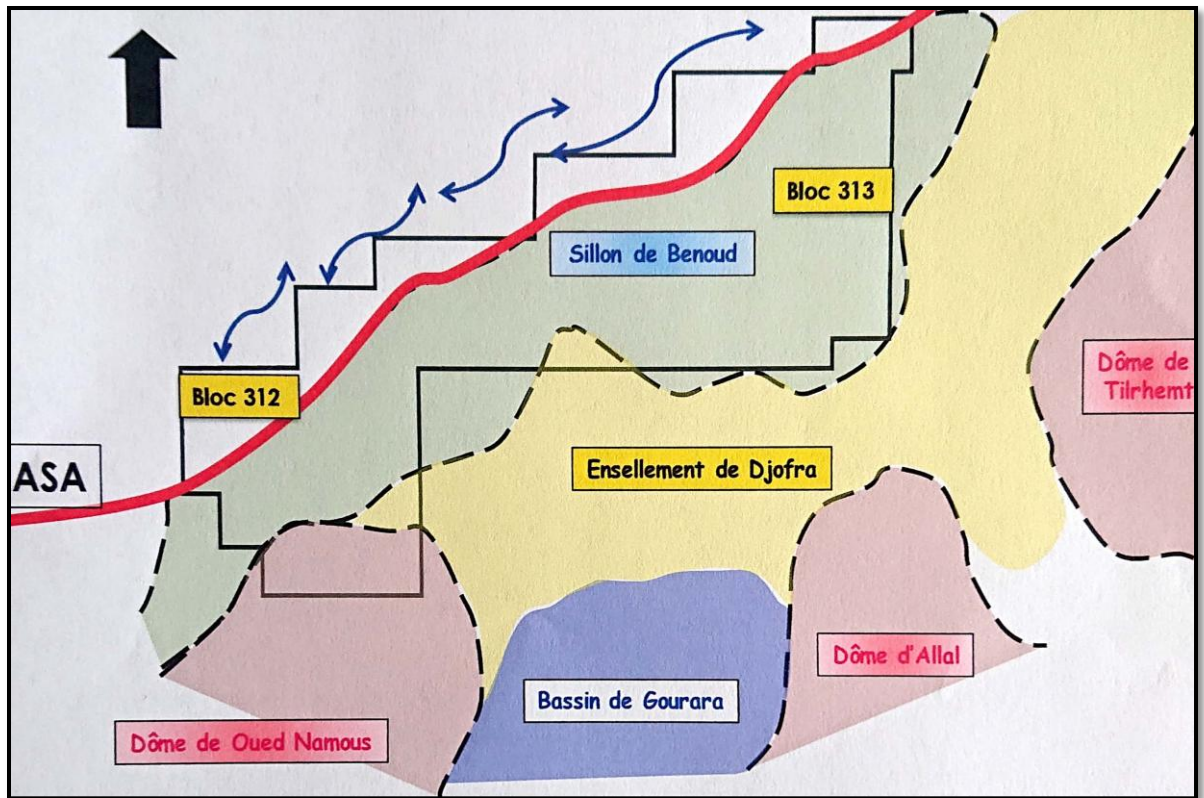 Bloc 313
Sillon de Benoud
Bloc 312
Dôme de
Tilrhemt
ASA
Ensellement de Djofra
Dôme d'Allal
Bassin de Gourara
Dôme de Oued Namous